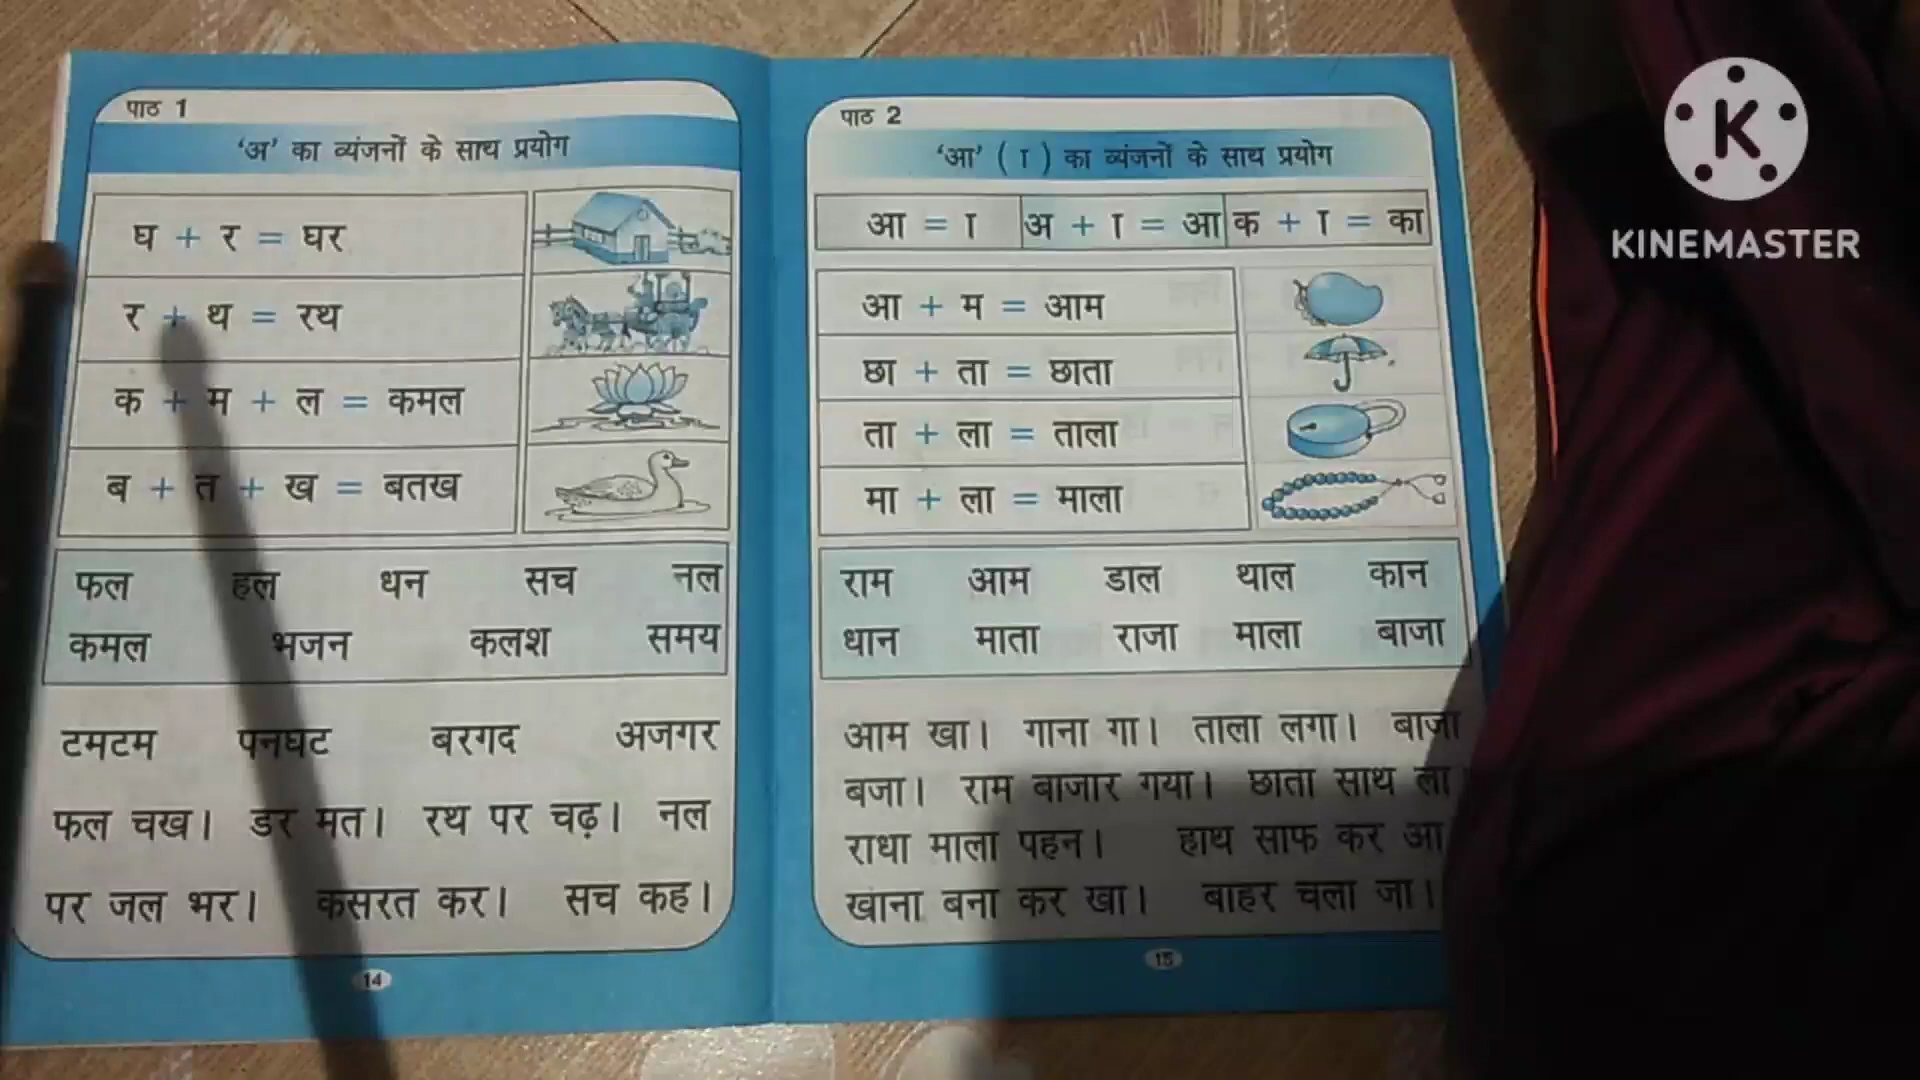 पाठ 1
'अ' का व्यंजनों के साथ प्रयोग
घ + र = घर
र + थ = रथ
क + म + ल = कमल
ब + त + ख = बतख
फल हल धन सच नल
कमल भजन कलश समय
टमटम पनघट बरगद अजगर
फल चख। डर मत। रथ पर चढ़। नल
पर जल भर। कसरत कर। सच कह।
14
पाठ 2
'आ' (ा) का व्यंजनों के साथ प्रयोग
आ = ा अ + ा = आ क + ा = का
आ + म = आम
छा + ता = छाता
ता + ला = ताला
मा + ला = माला
राम आम डाल थाल कान
धान माता राजा माला बाजा
आम खा। गाना गा। ताला लगा। बाजा
बजा। राम बाजार गया। छाता साथ ला
राधा माला पहन। हाथ साफ कर आ
खाना बना कर खा। बाहर चला जा।
15
K
KINEMASTER